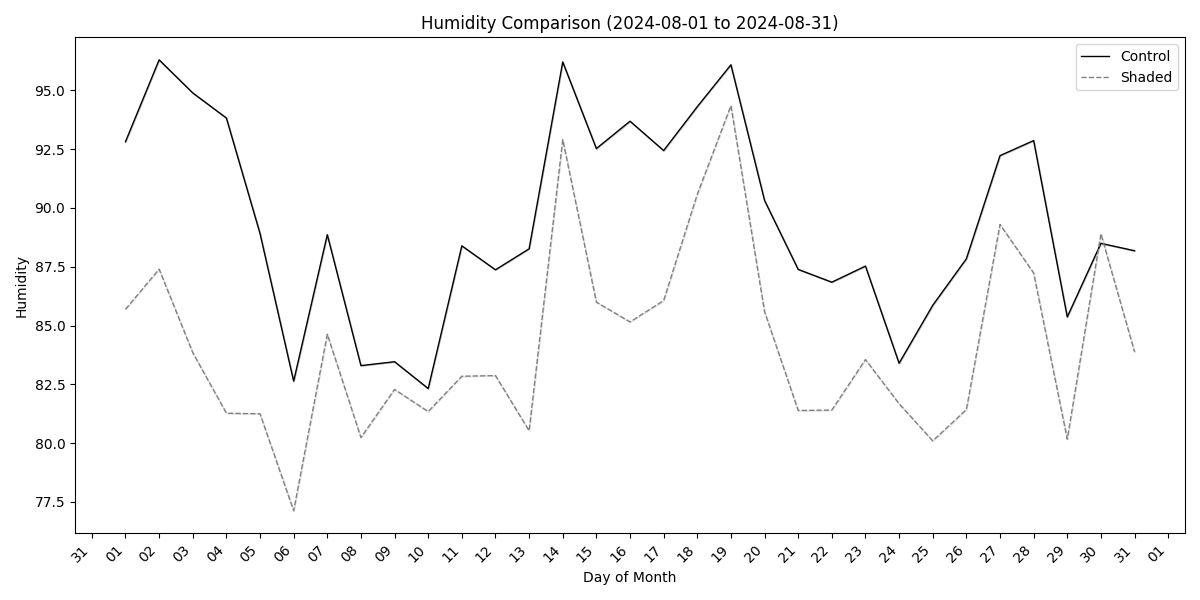 Humidity Comparison (2024-08-01 to 2024-08-31)
Control
Shaded
Humidity
95.0
92.5
90.0
87.5
85.0
82.5
80.0
77.5
31 01 02 03 04 05 06 07 08 09 10 11 12 13 14 15 16 17 18 19 20 21 22 23 24 25 26 27 28 29 30 31 01
Day of Month